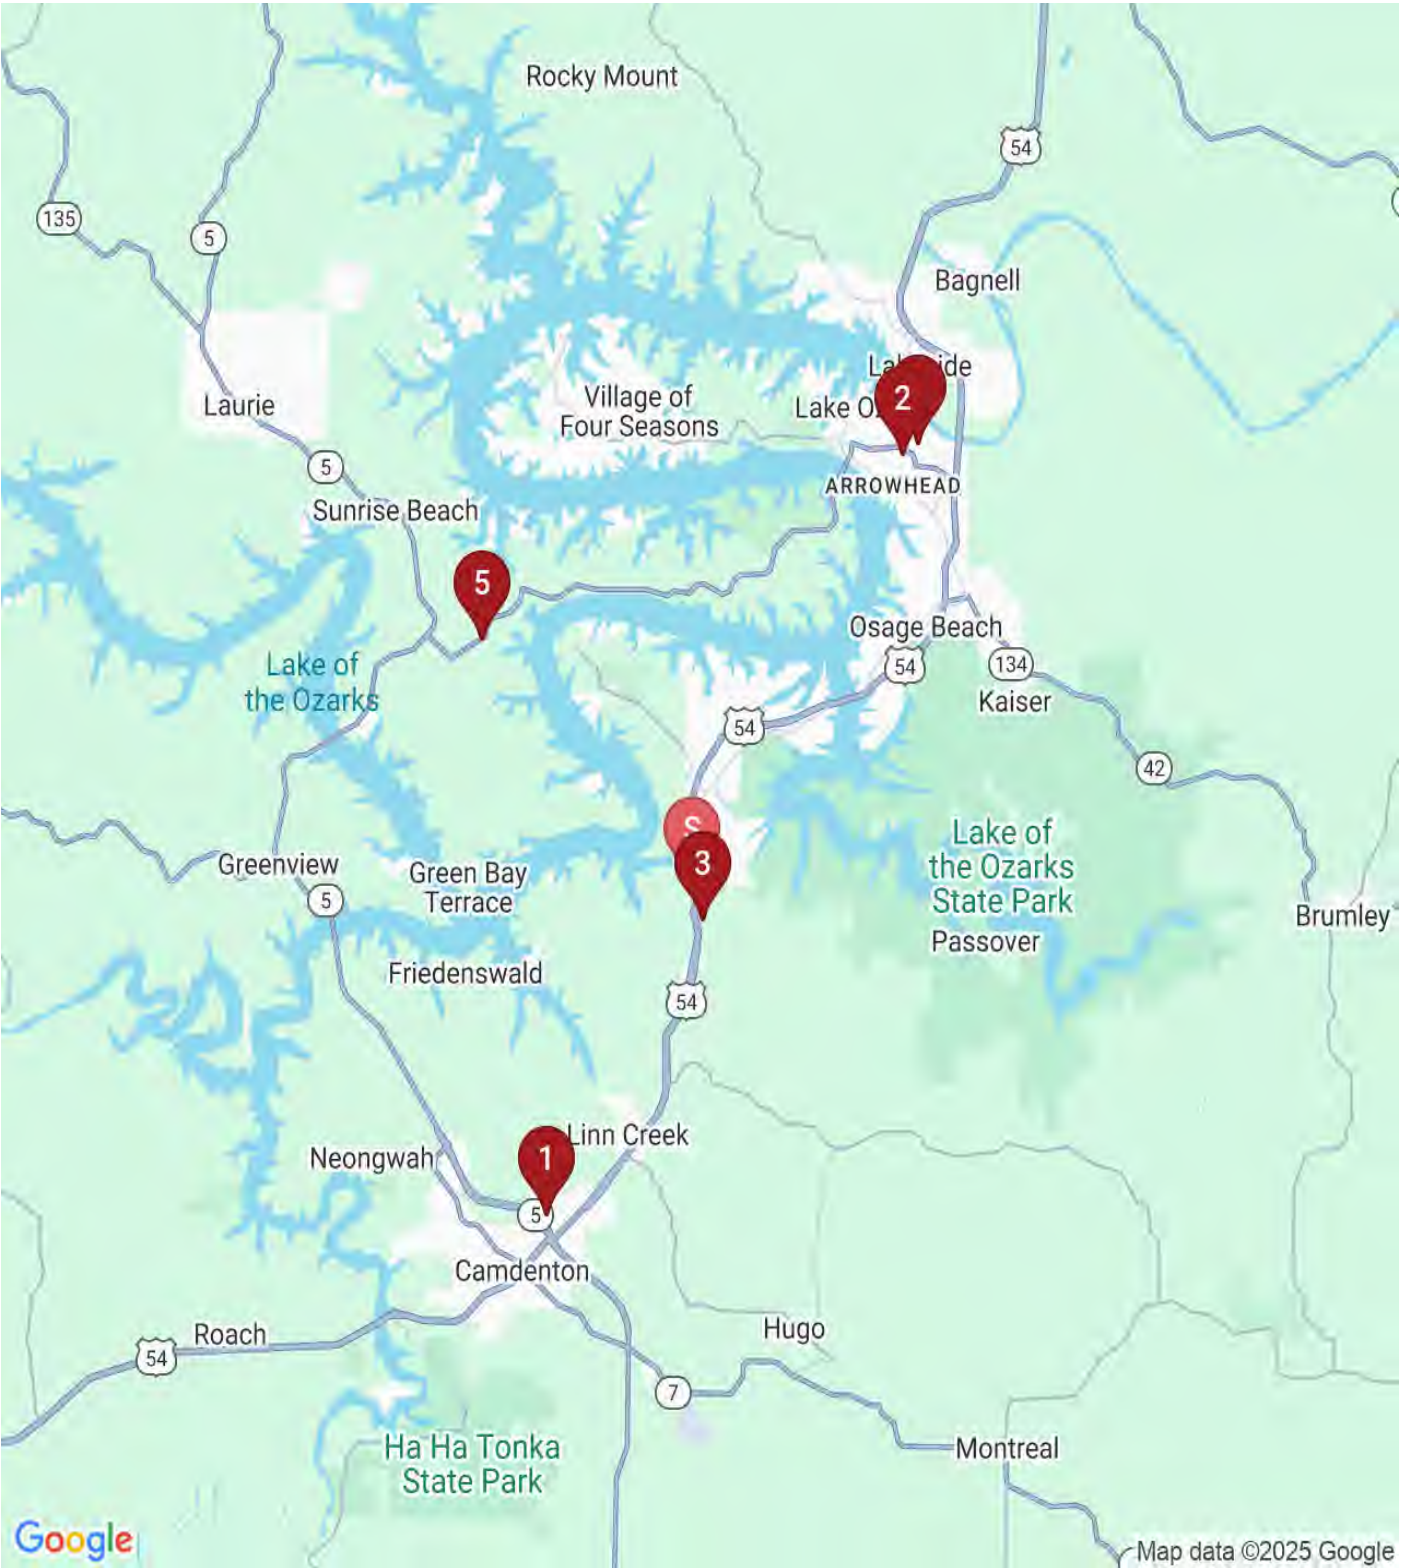 Rocky Mount
54
135
5
Bagnell
Village of
Four Seasons
Laurie
Lake O
2
5
ARROWHEAD
Sunrise Beach
5
Osage Beach
54
134
Kaiser
Lake of
the Ozarks
54
42
S
3
Lake of
the Ozarks
State Park
Greenview
Green Bay
Terrace
5
Brumley
Passover
Friedenswald
54
Linn Creek
Neongwah
1
5
Camdenton
Hugo
Roach
54
7
Ha Ha Tonka
State Park
Montreal
Google
Map data ©2025 Google